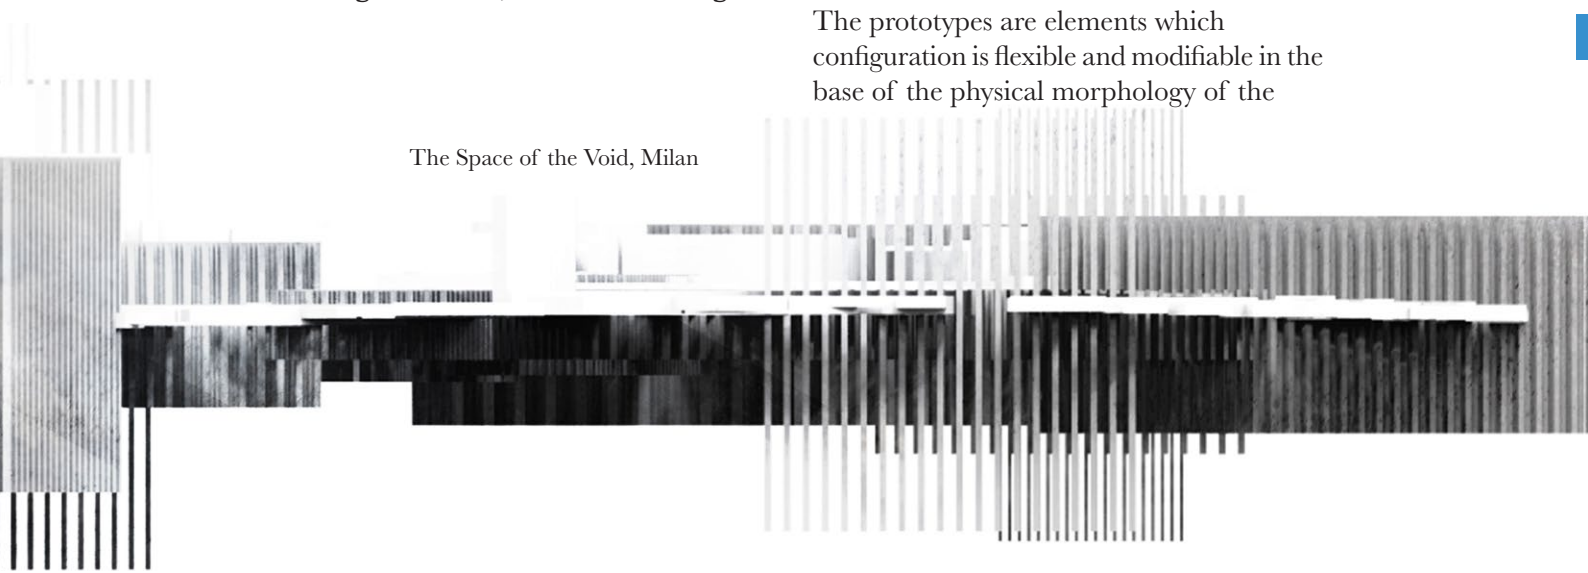 The prototypes are elements which
configuration is flexible and modifiable in the
base of the physical morphology of the
The Space of the Void, Milan